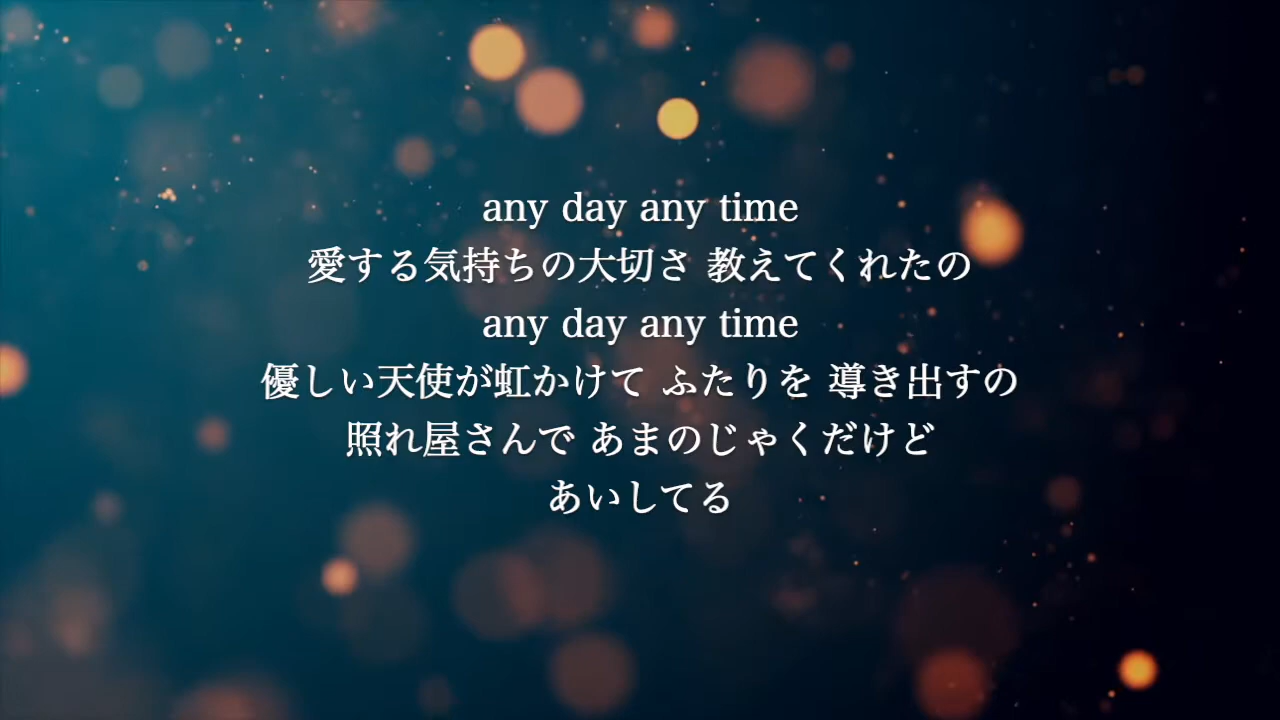 any day any time
愛する気持ちの大切さ 教えてくれたの
any day any time
優しい天使が虹かけて ふたりを 導き出すの
照れ屋さんで あまのじゃくだけど
あいしてる